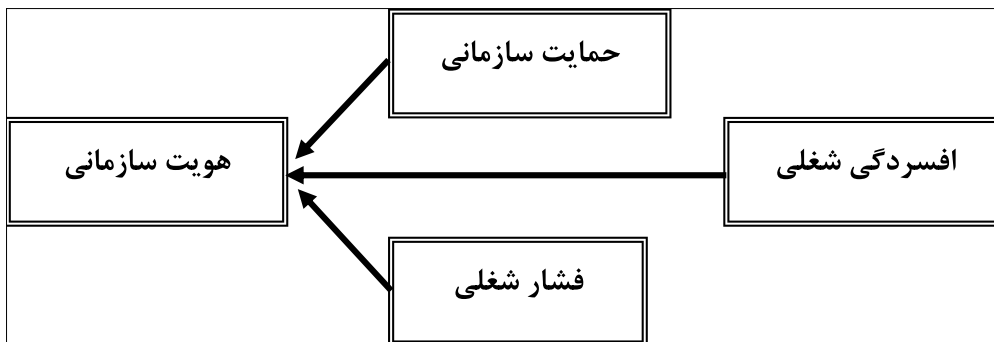 حمایت سازمانی
افسردگی شغلی
هویت سازمانی
فشار شغلی